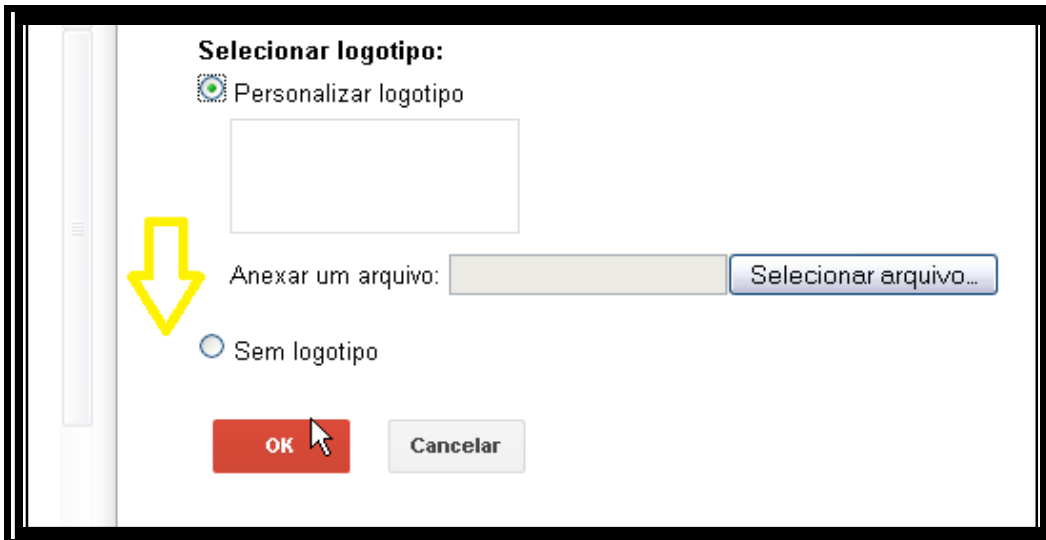 Selecionar logotipo:
Personalizar logotipo
Anexar um arquivo: Selecionar arquivo...
Sem logotipo
OK Cancelar